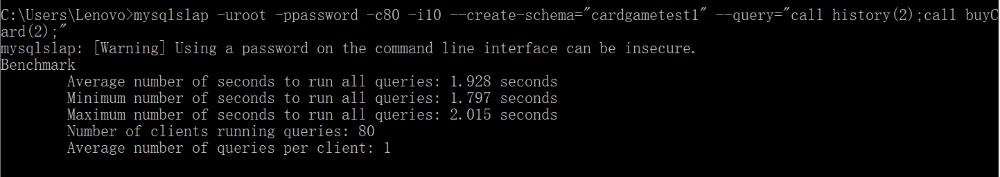 C:\Users\Lenovo>mysqlslap -uroot -ppassword -c80 -i10 --create-schema="cardgametest1" --query="call history(2);call buyC
ard(2);"
mysqlslap: [Warning] Using a password on the command line interface can be insecure.
Benchmark
        Average number of seconds to run all queries: 1.928 seconds
        Minimum number of seconds to run all queries: 1.797 seconds
        Maximum number of seconds to run all queries: 2.015 seconds
        Number of clients running queries: 80
        Average number of queries per client: 1